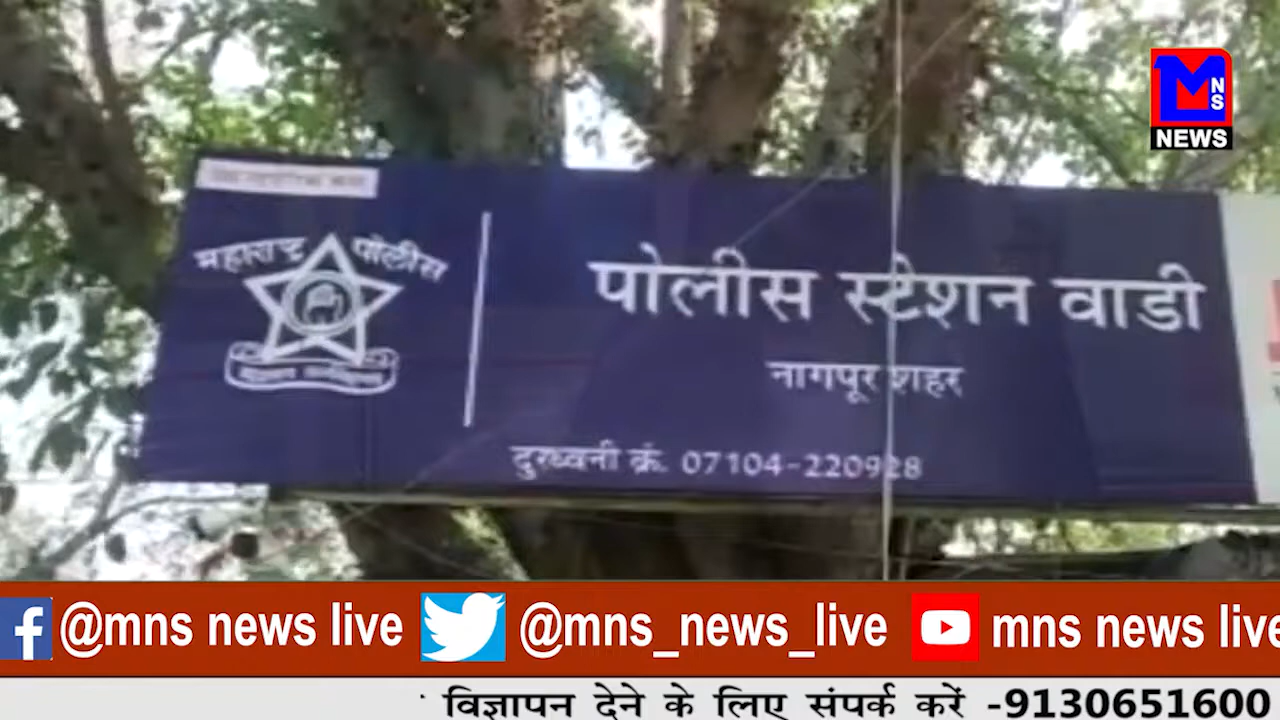 MNS
NEWS
महाराष्ट्र पोलीस
पोलीस स्टेशन वाडी
नागपूर शहर
दुरध्वनी क्रं. 07104-220928
@mns news live @mns_news_live mns news live
विज्ञापन देने के लिए संपर्क करें -9130651600